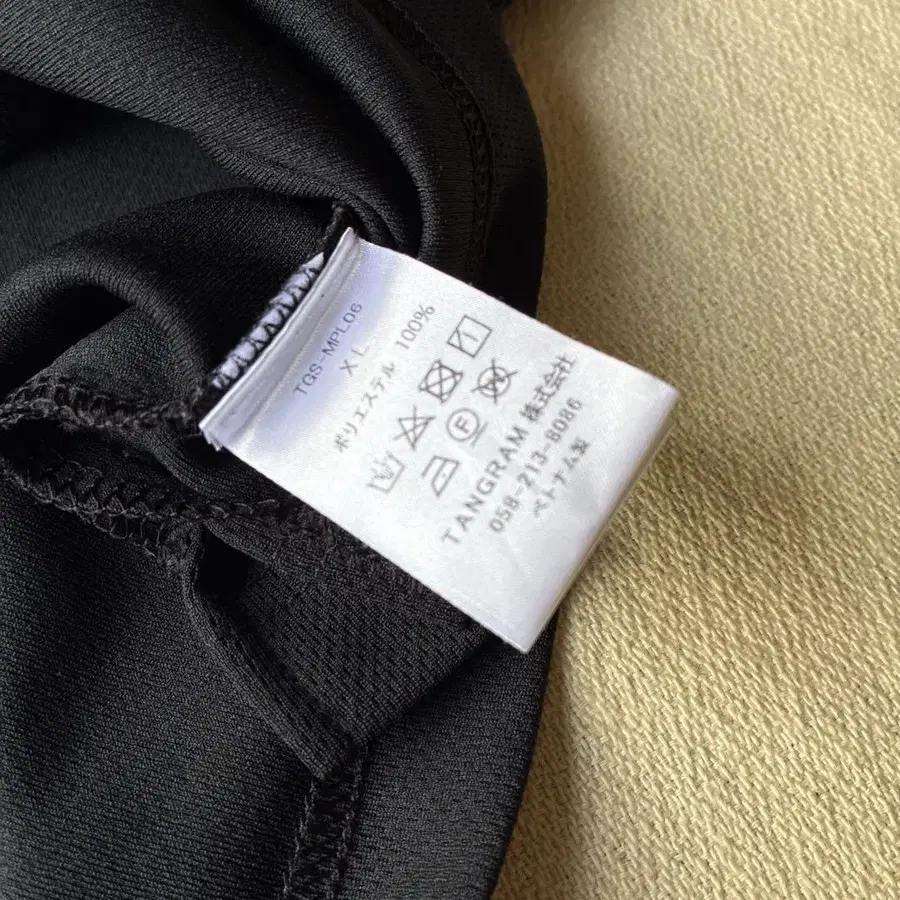 TGS-MPL06
XL
ポリエステル 100%
TANGRAM 株式会社
058-213-8086
ベトナム製